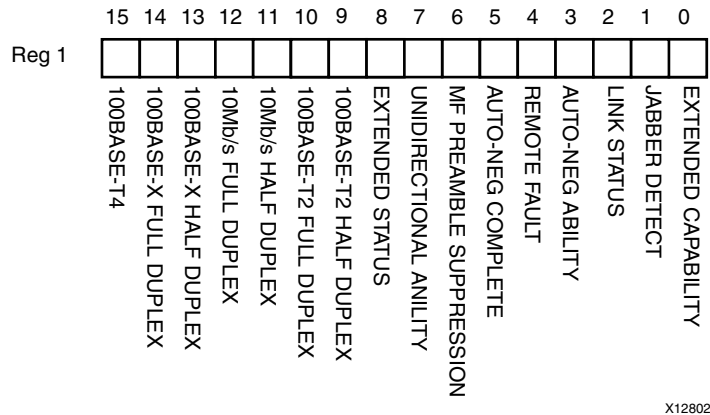 15 14 13 12 11 10 9 8 7 6 5 4 3 2 1 0
Reg 1
100BASE-T4
100BASE-X FULL DUPLEX
100BASE-X HALF DUPLEX
10Mb/s FULL DUPLEX
10Mb/s HALF DUPLEX
100BASE-T2 FULL DUPLEX
100BASE-T2 HALF DUPLEX
EXTENDED STATUS
UNIDIRECTIONAL ANILITY
MF PREAMBLE SUPPRESSION
AUTO-NEG COMPLETE
REMOTE FAULT
AUTO-NEG ABILITY
LINK STATUS
JABBER DETECT
EXTENDED CAPABILITY
X12802